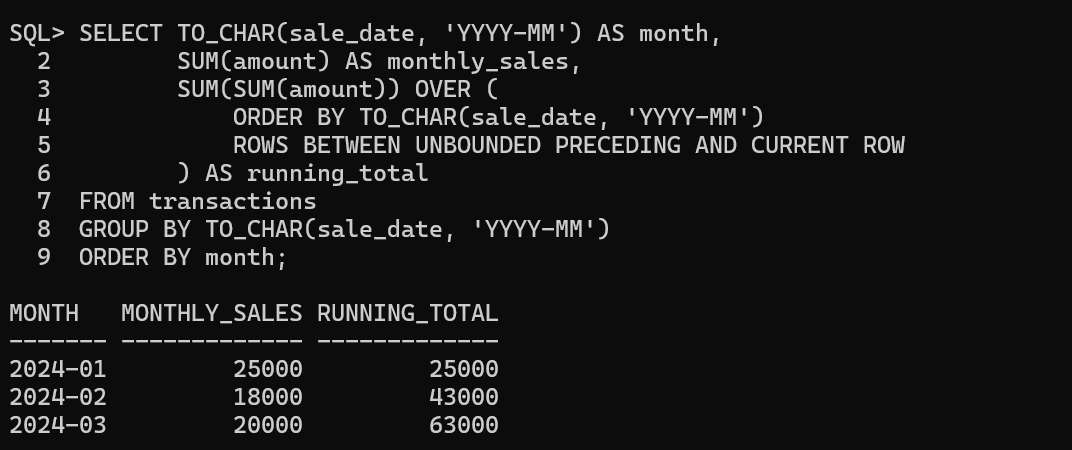 SQL> SELECT TO_CHAR(sale_date, 'YYYY-MM') AS month,
  2         SUM(amount) AS monthly_sales,
  3         SUM(SUM(amount)) OVER (
  4             ORDER BY TO_CHAR(sale_date, 'YYYY-MM')
  5             ROWS BETWEEN UNBOUNDED PRECEDING AND CURRENT ROW
  6         ) AS running_total
  7  FROM transactions
  8  GROUP BY TO_CHAR(sale_date, 'YYYY-MM')
  9  ORDER BY month;

MONTH   MONTHLY_SALES RUNNING_TOTAL
------- ------------- -------------
2024-01         25000         25000
2024-02         18000         43000
2024-03         20000         63000